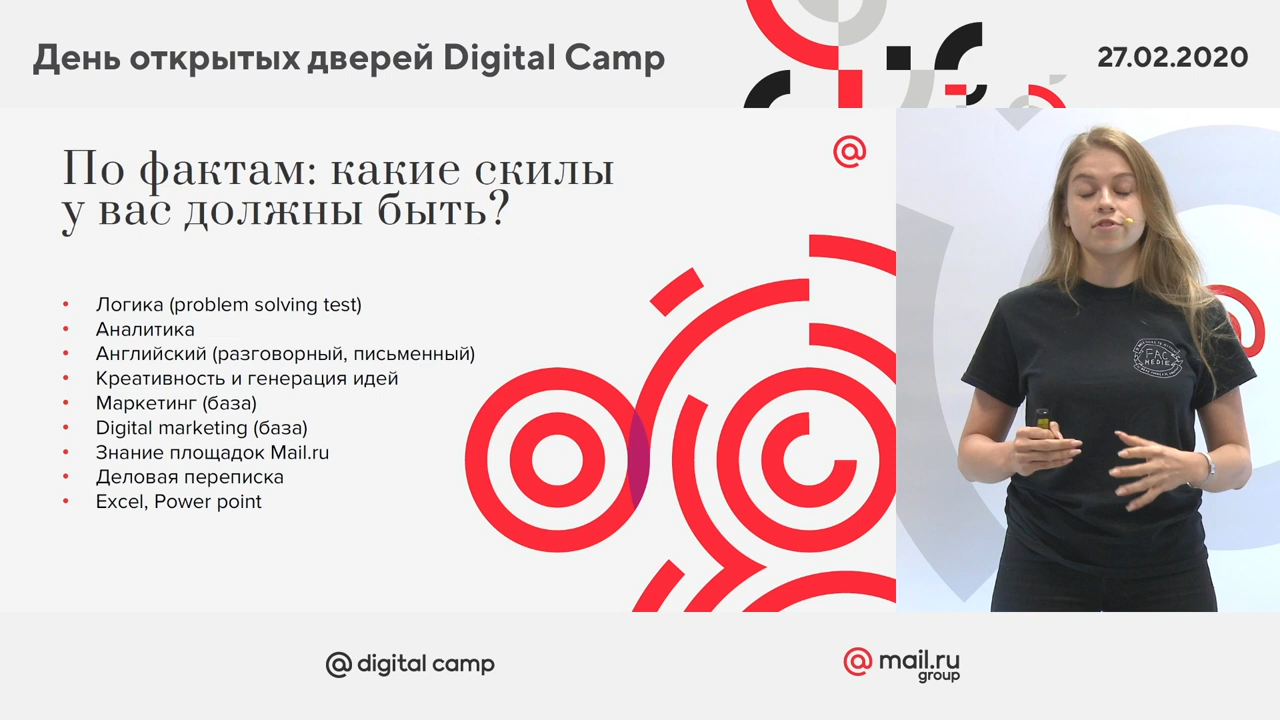 День открытых дверей Digital Camp
27.02.2020
По фактам: какие скилы
у вас должны быть?
@
• Логика (problem solving test)
• Аналитика
• Английский (разговорный, письменный)
• Креативность и генерация идей
• Маркетинг (база)
• Digital marketing (база)
• Знание площадок Mail.ru
• Деловая переписка
• Excel, Power point
FAC
MEDIE
@ digital camp
@ mail.ru
group